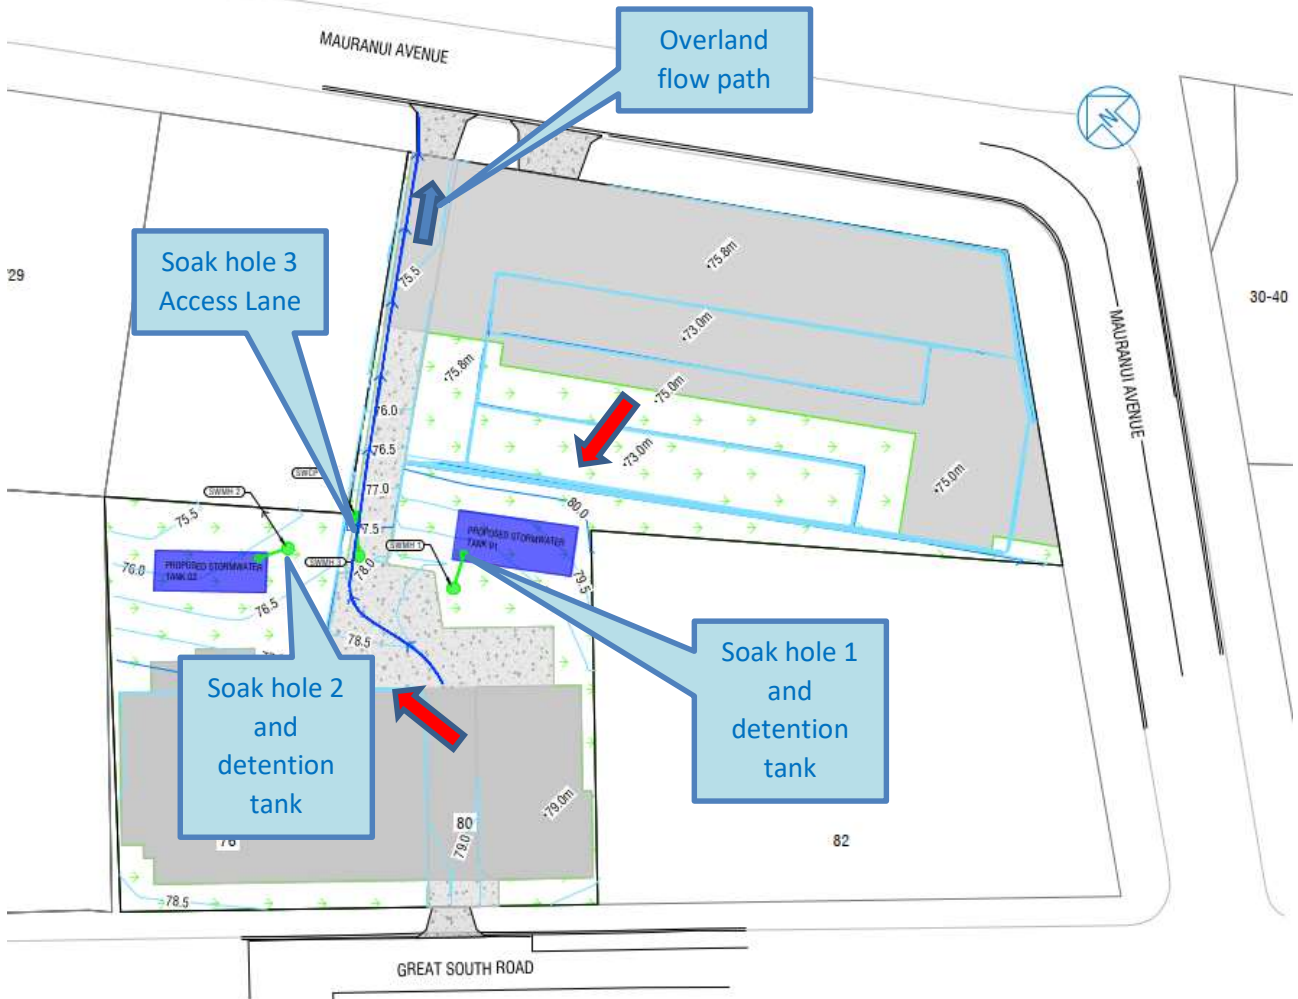 MAURANUI AVENUE
Overland
flow path
N
Soak hole 3
Access Lane
29
75.5
75.8m
30-40
73.0m
75.8m
75.0m
MAURANUI AVENUE
76.0
76.5
73.0m
75.0m
SWCP
77.0
SWMH 2
75.5
80.0
7.5
PROPOSED STORMWATER
TANK 01
SWMH 1
SWMH 3
78.0
76.0
PROPOSED STORMWATER
TANK 02
79.5
76.5
78.5
Soak hole 2
and
detention
tank
Soak hole 1
and
detention
tank
79.0m
76
80
79.0
82
78.5
GREAT SOUTH ROAD